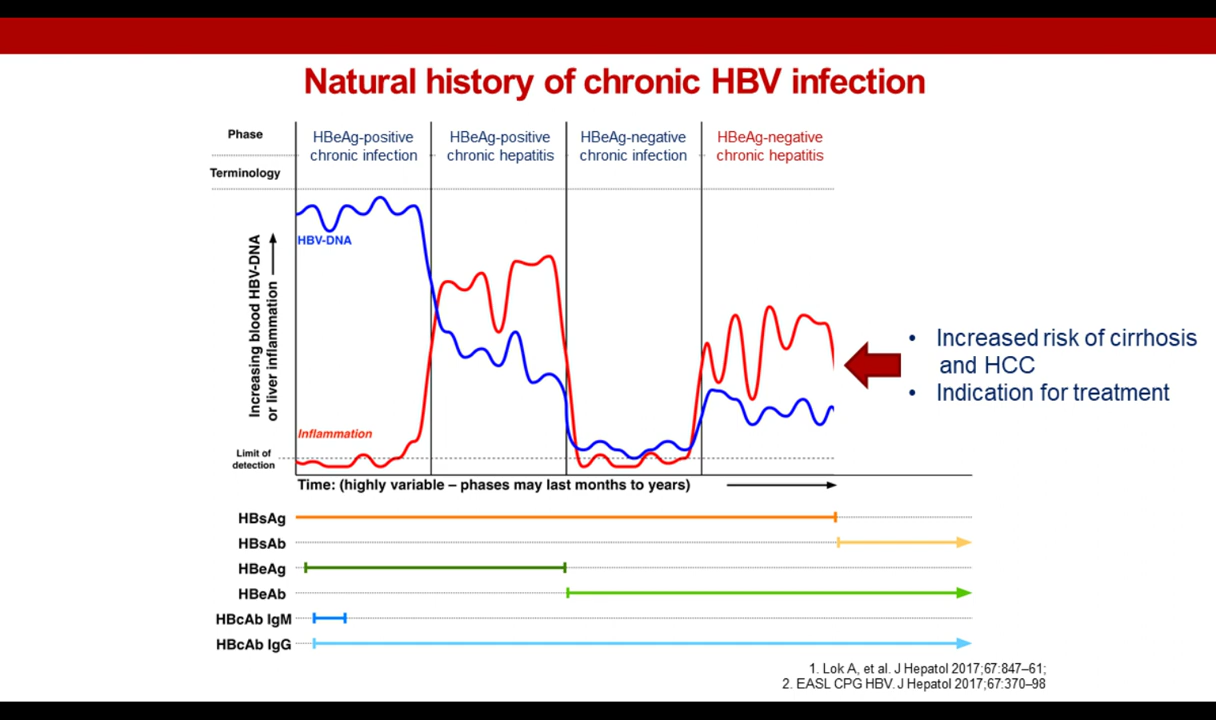 Natural history of chronic HBV infection
Phase
HBeAg-positive
chronic infection
HBeAg-positive
chronic hepatitis
HBeAg-negative
chronic infection
HBeAg-negative
chronic hepatitis
Terminology
Increasing blood HBV-DNA
or liver inflammation
HBV-DNA
Inflammation
Limit of
detection
• Increased risk of cirrhosis
and HCC
• Indication for treatment
Time: (highly variable – phases may last months to years)
HBsAg
HBsAb
HBeAg
HBeAb
HBcAb IgM
HBcAb IgG
1. Lok A, et al. J Hepatol 2017;67:847–61;
2. EASL CPG HBV. J Hepatol 2017;67:370–98